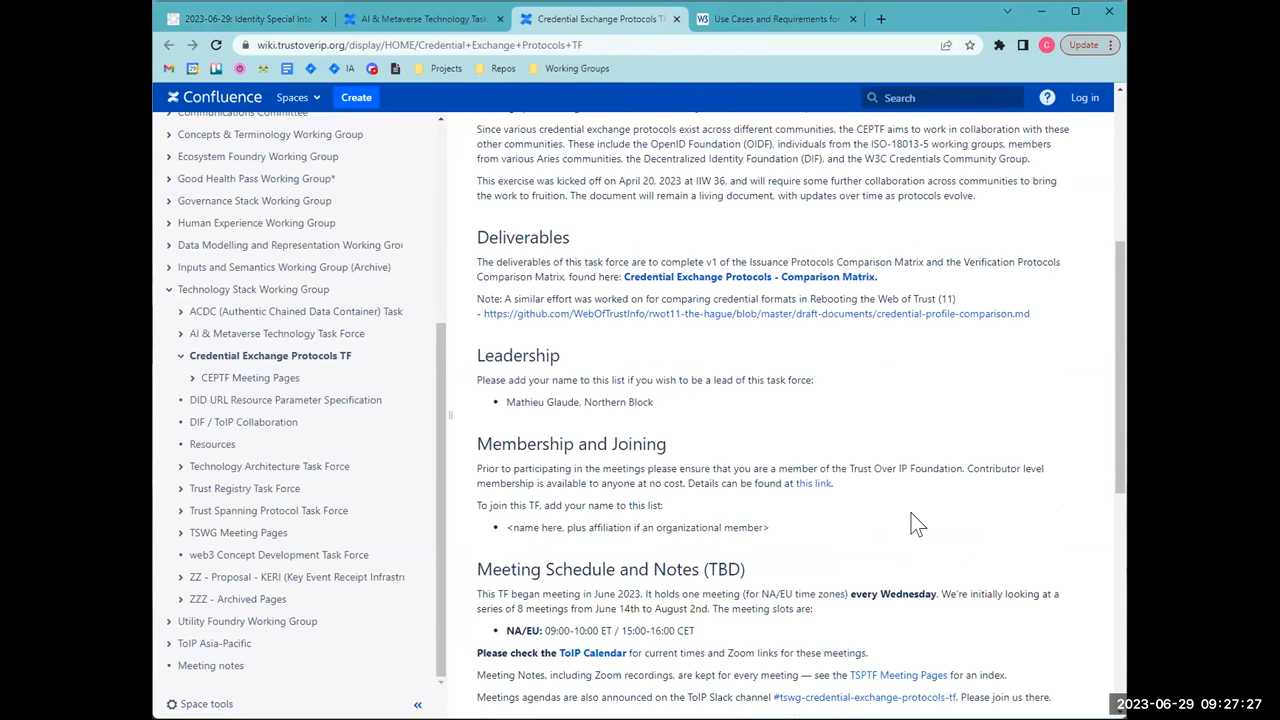 2023-06-29: Identity Special Inte
AI & Metaverse Technology Task
Credential Exchange Protocols T
Use Cases and Requirements fo
wiki.trustoverip.org/display/HOME/Credential+Exchange+Protocols+TF
C
Update
IA
Projects
Repos
Working Groups
Confluence
Spaces
Create
Search
Log in
Communications Committee
Concepts & Terminology Working Group
Ecosystem Foundry Working Group
Good Health Pass Working Group*
Governance Stack Working Group
Human Experience Working Group
Data Modelling and Representation Working Gro
Inputs and Semantics Working Group (Archive)
Technology Stack Working Group
ACDC (Authentic Chained Data Container) Task
AI & Metaverse Technology Task Force
Credential Exchange Protocols TF
CEPTF Meeting Pages
DID URL Resource Parameter Specification
DIF / ToIP Collaboration
Resources
Technology Architecture Task Force
Trust Registry Task Force
Trust Spanning Protocol Task Force
TSWG Meeting Pages
web3 Concept Development Task Force
ZZ - Proposal - KERI (Key Event Receipt Infrastru
ZZZ - Archived Pages
Utility Foundry Working Group
ToIP Asia-Pacific
Meeting notes
Space tools
Since various credential exchange protocols exist across different communities, the CEPTF aims to work in collaboration with these
other communities. These include the OpenID Foundation (OIDF), individuals from the ISO-18013-5 working groups, members
from various Aries communities, the Decentralized Identity Foundation (DIF), and the W3C Credentials Community Group.
This exercise was kicked off on April 20, 2023 at IIW 36, and will require some further collaboration across communities to bring
the work to fruition. The document will remain a living document, with updates over time as protocols evolve.
Deliverables
The deliverables of this task force are to complete v1 of the Issuance Protocols Comparison Matrix and the Verification Protocols
Comparison Matrix, found here: Credential Exchange Protocols - Comparison Matrix.
Note: A similar effort was worked on for comparing credential formats in Rebooting the Web of Trust (11)
- https://github.com/WebOfTrustInfo/rwot11-the-hague/blob/master/draft-documents/credential-profile-comparison.md
Leadership
Please add your name to this list if you wish to be a lead of this task force:
• Mathieu Glaude, Northern Block
Membership and Joining
Prior to participating in the meetings please ensure that you are a member of the Trust Over IP Foundation. Contributor level
membership is available to anyone at no cost. Details can be found at this link.
To join this TF, add your name to this list:
• <name here, plus affiliation if an organizational member>
Meeting Schedule and Notes (TBD)
This TF began meeting in June 2023. It holds one meeting (for NA/EU time zones) every Wednesday. We're initially looking at a
series of 8 meetings from June 14th to August 2nd. The meeting slots are:
• NA/EU: 09:00-10:00 ET / 15:00-16:00 CET
Please check the ToIP Calendar for current times and Zoom links for these meetings.
Meeting Notes, including Zoom recordings, are kept for every meeting — see the TSPTF Meeting Pages for an index.
Meetings agendas are also announced on the ToIP Slack channel #tswg-credential-exchange-protocols-tf. Please join us there.
2023-06-29 09:27:27